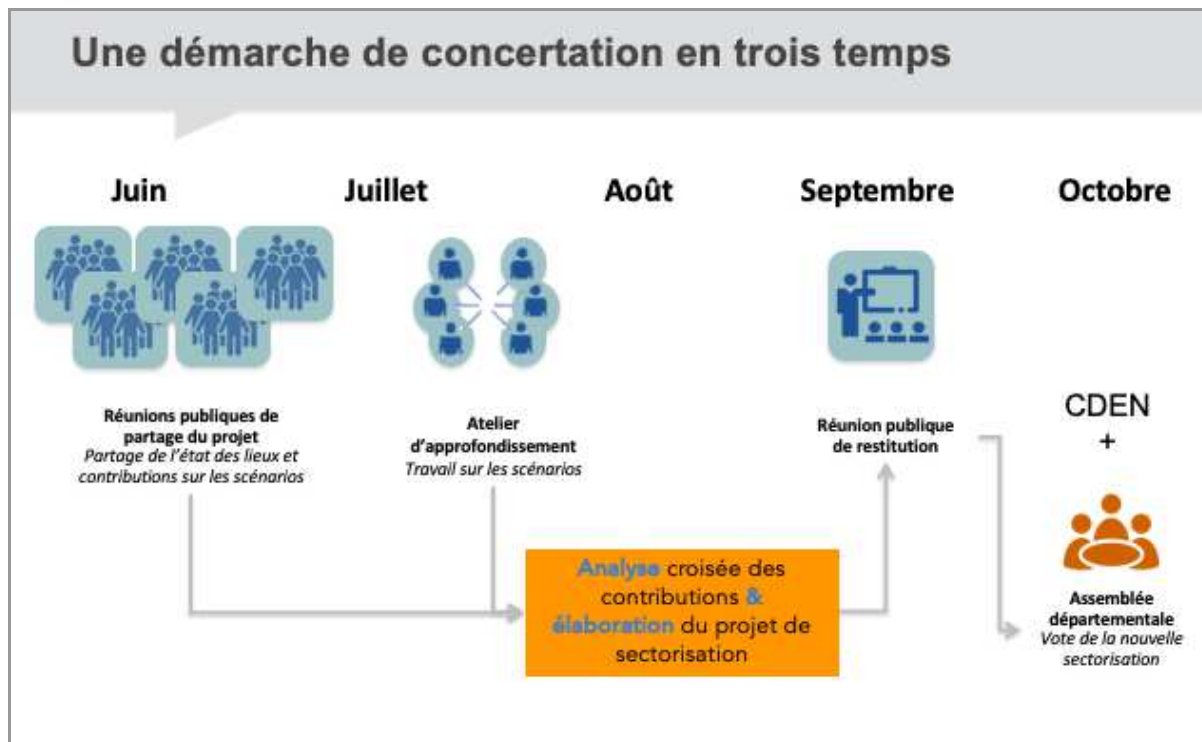 Une démarche de concertation en trois temps
Juin
Juillet
Août
Septembre
Octobre
Réunions publiques de
partage du projet
Partage de l'état des lieux et
contributions sur les scénarios
Atelier
d'approfondissement
Travail sur les scénarios
Analyse croisée des
contributions &
élaboration du projet de
sectorisation
Réunion publique
de restitution
CDEN
+
Assemblée
départementale
Vote de la nouvelle
sectorisation